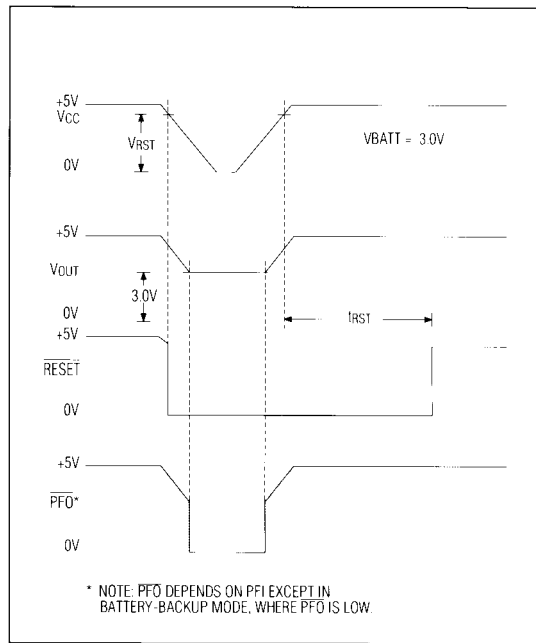 +5V
VCC
VRST
0V
VBATT = 3.0V
+5V
VOUT
3.0V
0V
tRST
+5V
RESET
0V
+5V
PFO*
0V
* NOTE: PFO DEPENDS ON PFI EXCEPT IN
BATTERY-BACKUP MODE, WHERE PFO IS LOW.